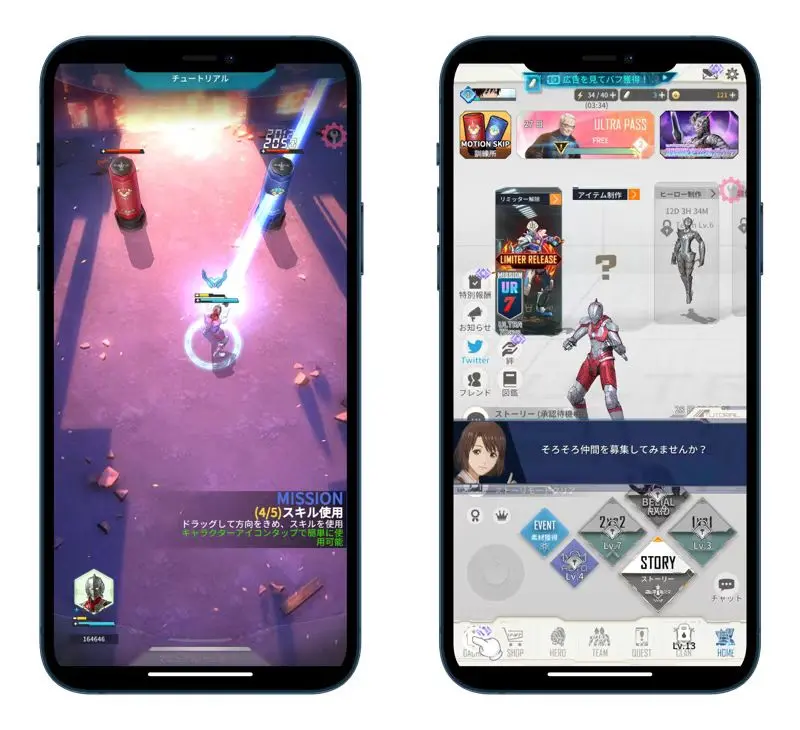 チュートリアル
2053
MISSION
(4/5)スキル使用
ドラッグして方向をきめ、スキルを使用
キャラクターアイコンタップで簡単に使
用可能
164646
広告を見てバフ獲得!
34 / 40
3
121
(03:34)
MOTION SKIP
訓練所
ULTRA PASS
FREE
リミッター解除
アイテム制作
ヒーロー制作
12D 3H 34M
Lv.6
LIMITER RELEASE
MISSION
UR
7
ULTRA
?
特別報酬
お知らせ
Twitter
絆
フレンド
図鑑
ストーリー (承認待機
TUTORIAL
そろそろ仲間を募集してみませんか?
BELIAL
RAID
EVENT
素材獲得
2vs2
Lv.7
1vs1
Lv.3
Lv.4
STORY
ストーリー
チャット
SHOP
HERO
TEAM
QUEST
Lv.13
CLAN
HOME